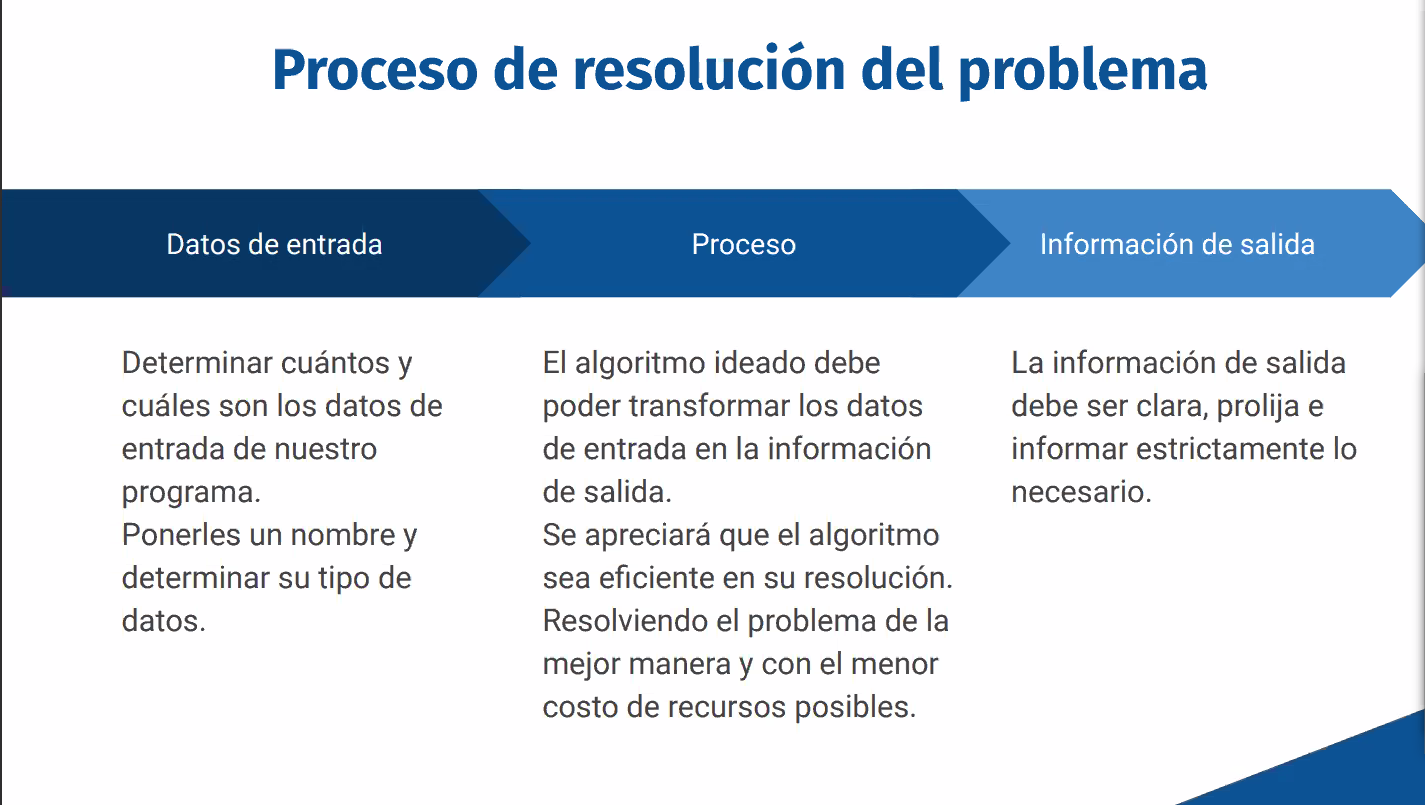 Proceso de resolución del problema
Datos de entrada
Proceso
Información de salida
Determinar cuántos y
cuáles son los datos de
entrada de nuestro
programa.
Ponerles un nombre y
determinar su tipo de
datos.
El algoritmo ideado debe
poder transformar los datos
de entrada en la información
de salida.
Se apreciará que el algoritmo
sea eficiente en su resolución.
Resolviendo el problema de la
mejor manera y con el menor
costo de recursos posibles.
La información de salida
debe ser clara, prolija e
informar estrictamente lo
necesario.